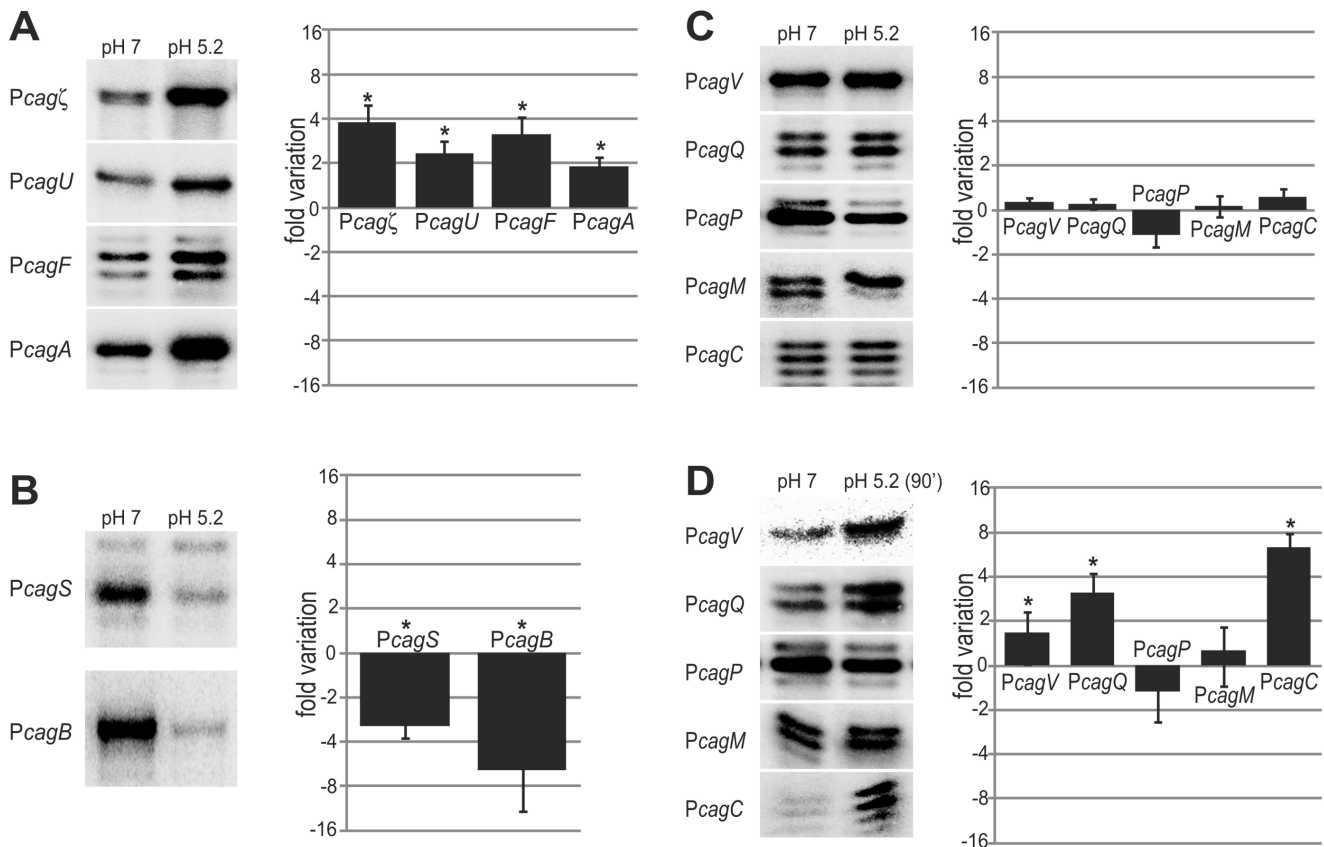 A
pH 7 pH 5.2
Pcagζ
PcagU
PcagF
PcagA
fold variation
16
8
4
2
0
-2
-4
-8
-16
* * * *
Pcagζ PcagU PcagF PcagA
B
pH 7 pH 5.2
PcagS
PcagB
fold variation
16
8
4
2
0
-2
-4
-8
-16
* *
PcagS PcagB
C
pH 7 pH 5.2
PcagV
PcagQ
PcagP
PcagM
PcagC
fold variation
16
8
4
2
0
-2
-4
-8
-16
PcagV PcagQ PcagP PcagM PcagC
D
pH 7 pH 5.2 (90’)
PcagV
PcagQ
PcagP
PcagM
PcagC
fold variation
16
8
4
2
0
-2
-4
-8
-16
* * *
PcagV PcagQ PcagP PcagM PcagC